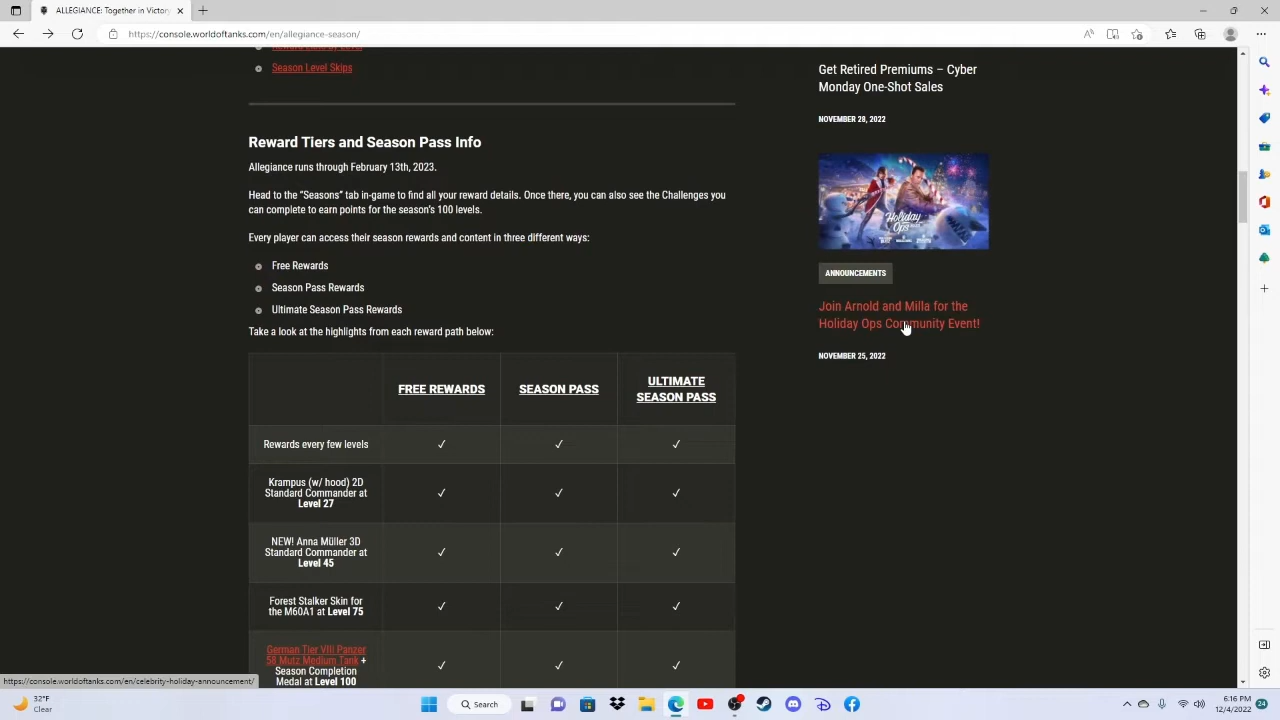 ALLEGIANCE Together in Victory
https://console.worldoftanks.com/en/allegiance-season/
Reward Lists by Level
Season Level Skips
Reward Tiers and Season Pass Info
Allegiance runs through February 13th, 2023.
Head to the "Seasons" tab in-game to find all your reward details. Once there, you can also see the Challenges you
can complete to earn points for the season's 100 levels.
Every player can access their season rewards and content in three different ways:
Free Rewards
Season Pass Rewards
Ultimate Season Pass Rewards
Take a look at the highlights from each reward path below:
FREE REWARDS
SEASON PASS
ULTIMATE
SEASON PASS
Rewards every few levels
Krampus (w/ hood) 2D
Standard Commander at
Level 27
NEW! Anna Müller 3D
Standard Commander at
Level 45
Forest Stalker Skin for
the M60A1 at Level 75
German Tier VIII Panzer
58 Mutz Medium Tank +
Season Completion
Medal at Level 100
Get Retired Premiums – Cyber
Monday One-Shot Sales
NOVEMBER 28, 2022
Holiday
Ops
ANNOUNCEMENTS
Join Arnold and Milla for the
Holiday Ops Community Event!
NOVEMBER 25, 2022
https://console.worldoftanks.com/en/celebrity-holiday-announcement/
32°F
Clear
Search
6:16 PM
12/4/2022
24